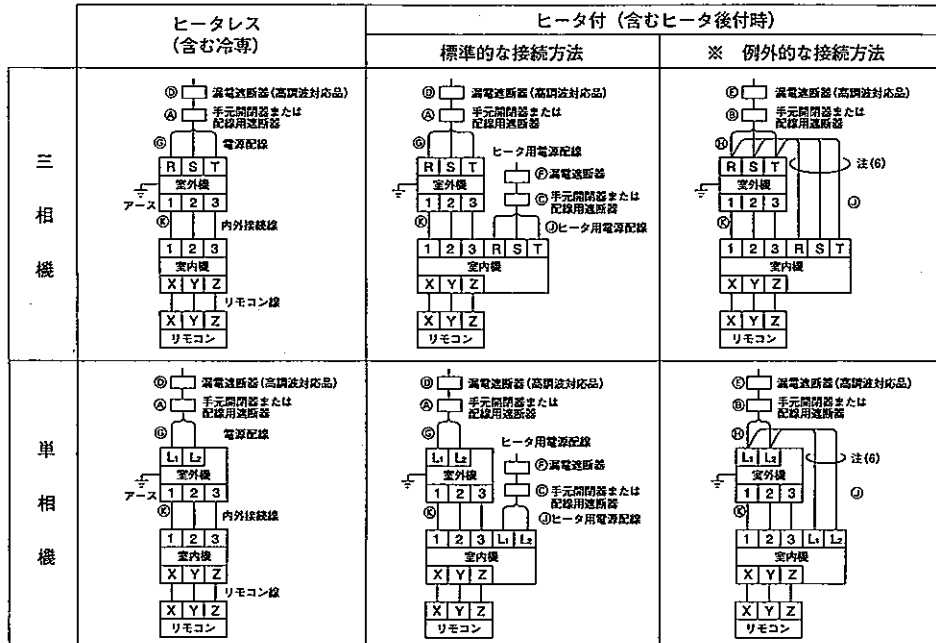 ヒータレス
(含む冷専)
ヒータ付(含むヒータ後付時)
標準的な接続方法
※ 例外的な接続方法
三相機
Ⓓ 漏電遮断器(高調波対応品)
Ⓐ 手元開閉器または
配線用遮断器
Ⓖ 電源配線
R S T
室外機
アース
1 2 3
Ⓚ 内外接続線
1 2 3
室内機
X Y Z
リモコン線
X Y Z
リモコン
Ⓓ 漏電遮断器(高調波対応品)
Ⓐ 手元開閉器または
配線用遮断器
Ⓖ
ヒータ用電源配線
R S T
Ⓕ漏電遮断器
室外機
Ⓒ 手元開閉器または
配線用遮断器
1 2 3
Ⓚ
Ⓙヒータ用電源配線
1 2 3 R S T
室内機
X Y Z
X Y Z
リモコン
Ⓔ 漏電遮断器(高調波対応品)
Ⓑ 手元開閉器または
配線用遮断器
Ⓗ
R S T
注(6)
室外機
1 2 3
Ⓙ
Ⓚ
1 2 3 R S T
室内機
X Y Z
X Y Z
リモコン
単相機
Ⓓ 漏電遮断器(高調波対応品)
Ⓐ 手元開閉器または
配線用遮断器
Ⓖ 電源配線
L₁ L₂
室外機
アース
1 2 3
Ⓚ 内外接続線
1 2 3
室内機
X Y Z
リモコン線
X Y Z
リモコン
Ⓓ 漏電遮断器(高調波対応品)
Ⓐ 手元開閉器または
配線用遮断器
Ⓖ
ヒータ用電源配線
L₁ L₂
Ⓕ漏電遮断器
室外機
Ⓒ 手元開閉器または
配線用遮断器
1 2 3
Ⓚ
Ⓙヒータ用電源配線
1 2 3 L₁ L₂
室内機
X Y Z
X Y Z
リモコン
Ⓔ 漏電遮断器(高調波対応品)
Ⓑ 手元開閉器または
配線用遮断器
Ⓗ
L₁ L₂
注(6)
室外機
1 2 3
Ⓙ
Ⓚ
1 2 3 L₁ L₂
室内機
X Y Z
X Y Z
リモコン